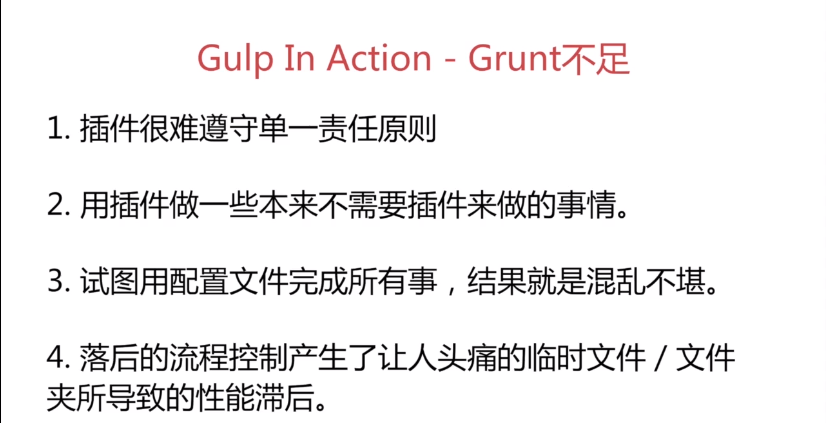 Gulp In Action - Grunt不足
1. 插件很难遵守单一责任原则
2. 用插件做一些本来不需要插件来做的事情。
3. 试图用配置文件完成所有事，结果就是混乱不堪。
4. 落后的流程控制产生了让人头痛的临时文件 / 文件
夹所导致的性能滞后。